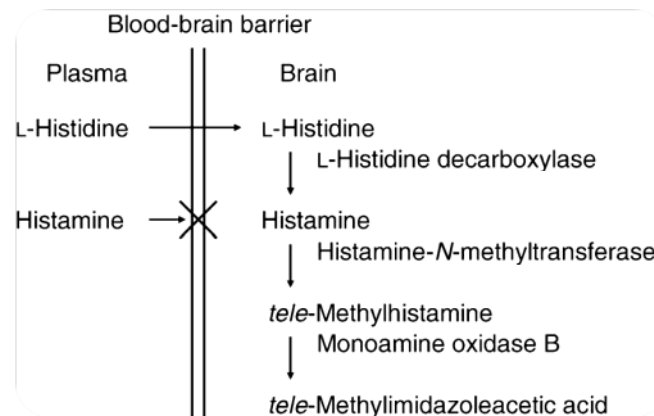 Blood-brain barrier
Plasma Brain
L-Histidine L-Histidine
L-Histidine decarboxylase
Histamine Histamine
Histamine-N-methyltransferase
tele-Methylhistamine
Monoamine oxidase B
tele-Methylimidazoleacetic acid